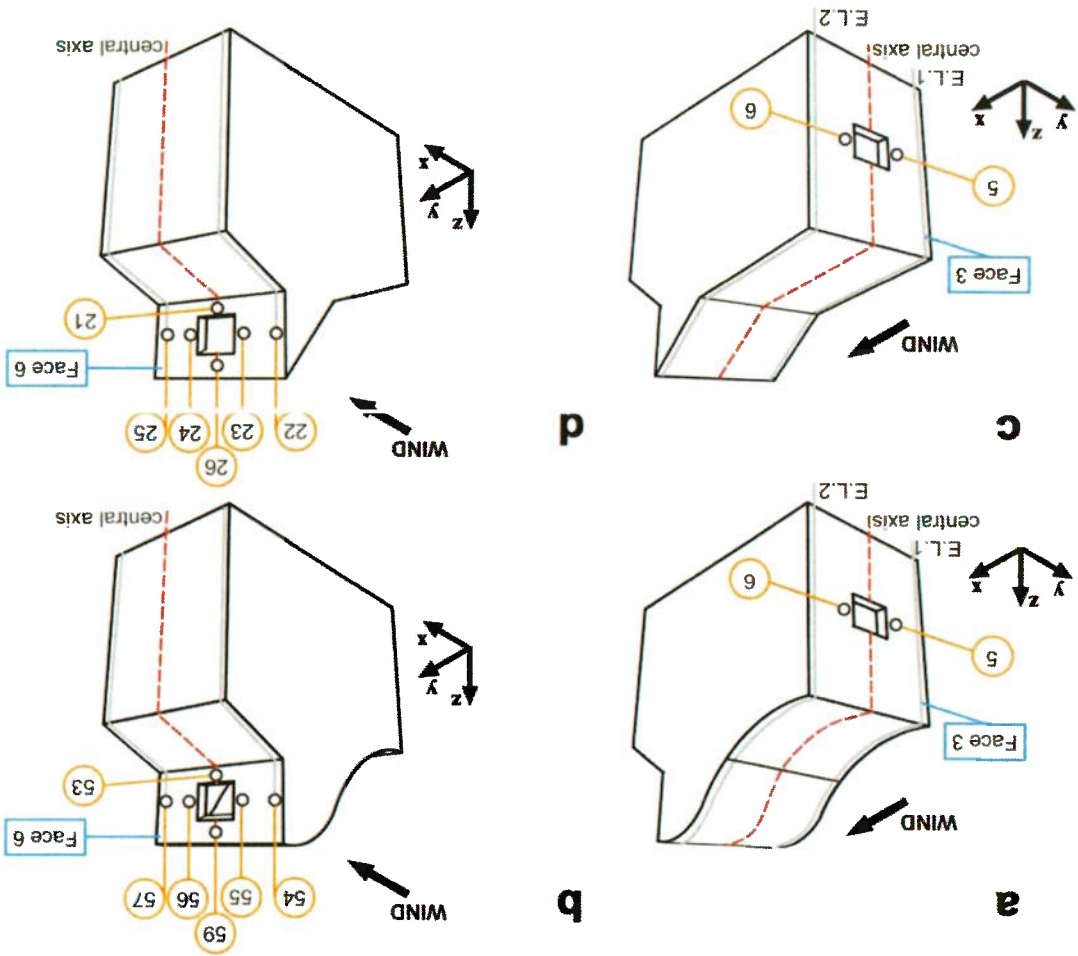 a
WIND
Face 3
5
6
z
y
x
E.L.1
central axis
E.L.2
b
WIND
59
54
55
56
57
Face 6
53
z
y
x
central axis
c
WIND
Face 3
5
6
z
y
x
E.L.1
central axis
E.L.2
d
WIND
26
22
23
24
25
Face 6
21
z
y
x
central axis